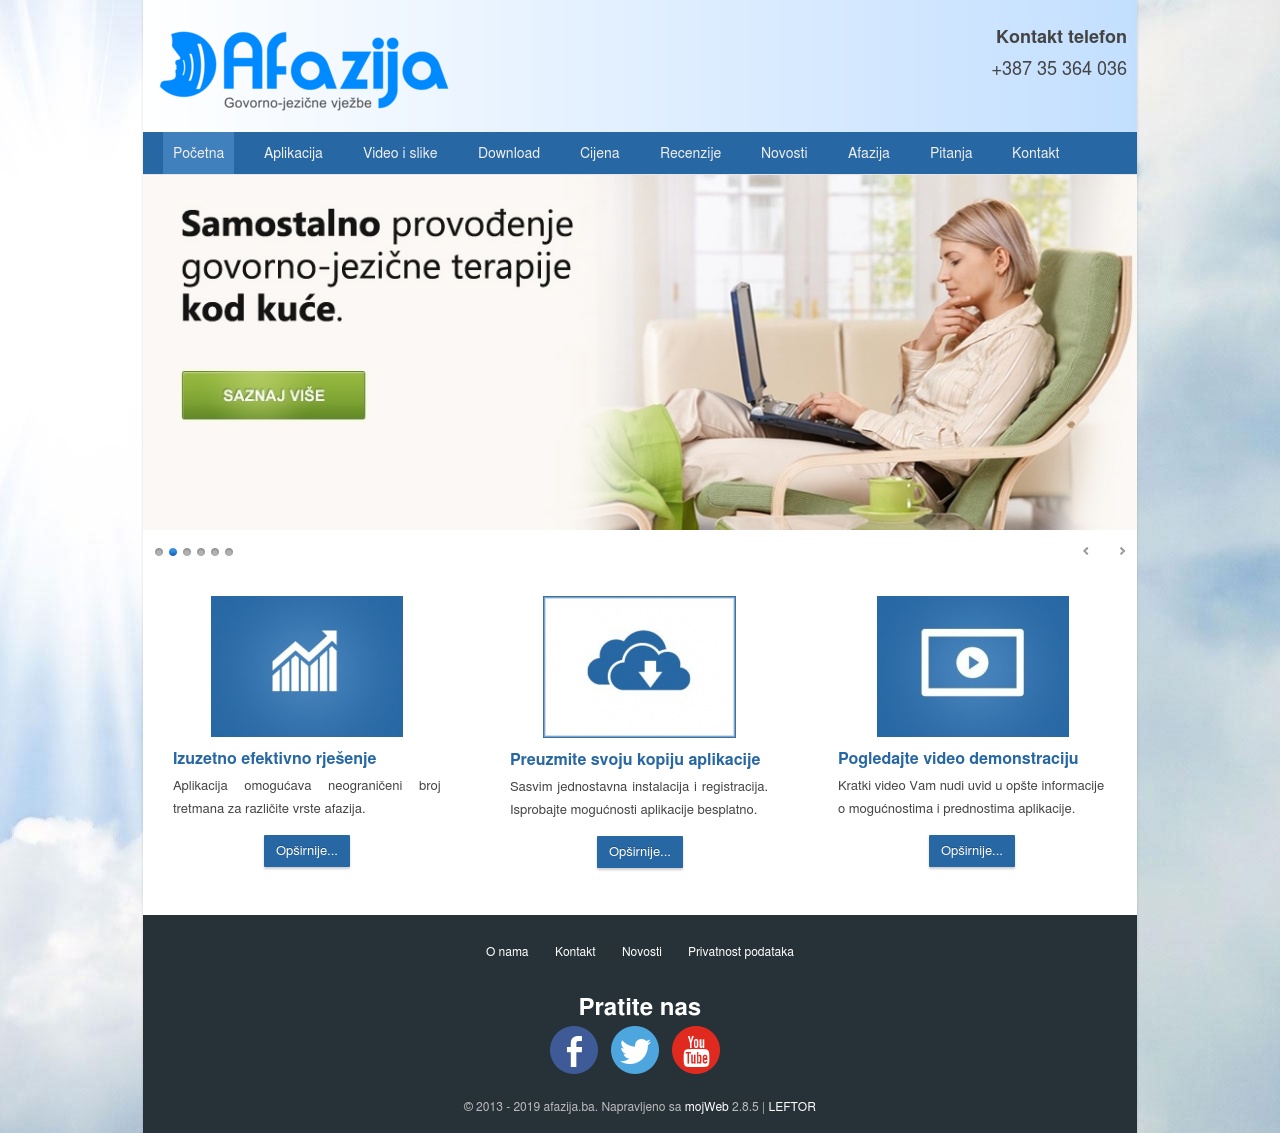 Afazija
Govorno-jezične vježbe
Kontakt telefon
+387 35 364 036
Početna Aplikacija Video i slike Download Cijena Recenzije Novosti Afazija Pitanja Kontakt
Samostalno provođenje
govorno-jezične terapije
kod kuće.
SAZNAJ VIŠE
Izuzetno efektivno rješenje
Aplikacija omogućava neograničeni broj
tretmana za različite vrste afazija.
Opširnije...
Preuzmite svoju kopiju aplikacije
Sasvim jednostavna instalacija i registracija.
Isprobajte mogućnosti aplikacije besplatno.
Opširnije...
Pogledajte video demonstraciju
Kratki video Vam nudi uvid u opšte informacije
o mogućnostima i prednostima aplikacije.
Opširnije...
O nama Kontakt Novosti Privatnost podataka
Pratite nas
You
Tube
© 2013 - 2019 afazija.ba. Napravljeno sa mojWeb 2.8.5 | LEFTOR